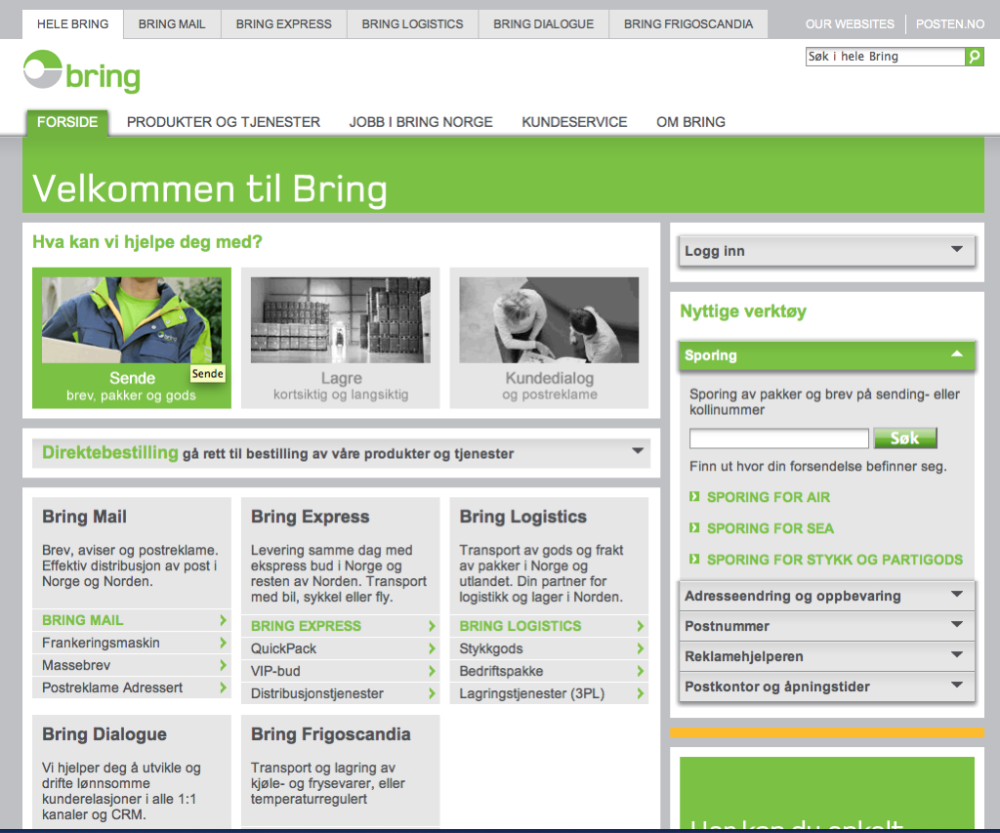 HELE BRING
BRING MAIL
BRING EXPRESS
BRING LOGISTICS
BRING DIALOGUE
BRING FRIGOSCANDIA
OUR WEBSITES
POSTEN.NO
Søk i hele Bring
bring
FORSIDE
PRODUKTER OG TJENESTER
JOBB I BRING NORGE
KUNDESERVICE
OM BRING
Velkommen til Bring
Hva kan vi hjelpe deg med?
Sende
brev, pakker og gods
Sende
Lagre
kortsiktig og langsiktig
Kundedialog
og postreklame
Direktebestilling gå rett til bestilling av våre produkter og tjenester
Bring Mail
Brev, aviser og postreklame.
Effektiv distribusjon av post i
Norge og Norden.
BRING MAIL
Frankeringsmaskin
Massebrev
Postreklame Adressert
Bring Express
Levering samme dag med
ekspress bud i Norge og
resten av Norden. Transport
med bil, sykkel eller fly.
BRING EXPRESS
QuickPack
VIP-bud
Distribusjonstjenester
Bring Logistics
Transport av gods og frakt
av pakker i Norge og
utlandet. Din partner for
logistikk og lager i Norden.
BRING LOGISTICS
Stykkgods
Bedriftspakke
Lagringstjenester (3PL)
Bring Dialogue
Vi hjelper deg å utvikle og
drifte lønnsomme
kunderelasjoner i alle 1:1
kanaler og CRM.
Bring Frigoscandia
Transport og lagring av
kjøle- og frysevarer, eller
temperaturregulert
Logg inn
Nyttige verktøy
Sporing
Sporing av pakker og brev på sending- eller
kollinummer
Søk
Finn ut hvor din forsendelse befinner seg.
SPORING FOR AIR
SPORING FOR SEA
SPORING FOR STYKK OG PARTIGODS
Adresseendring og oppbevaring
Postnummer
Reklamehjelperen
Postkontor og åpningstider
Her kan du enkelt